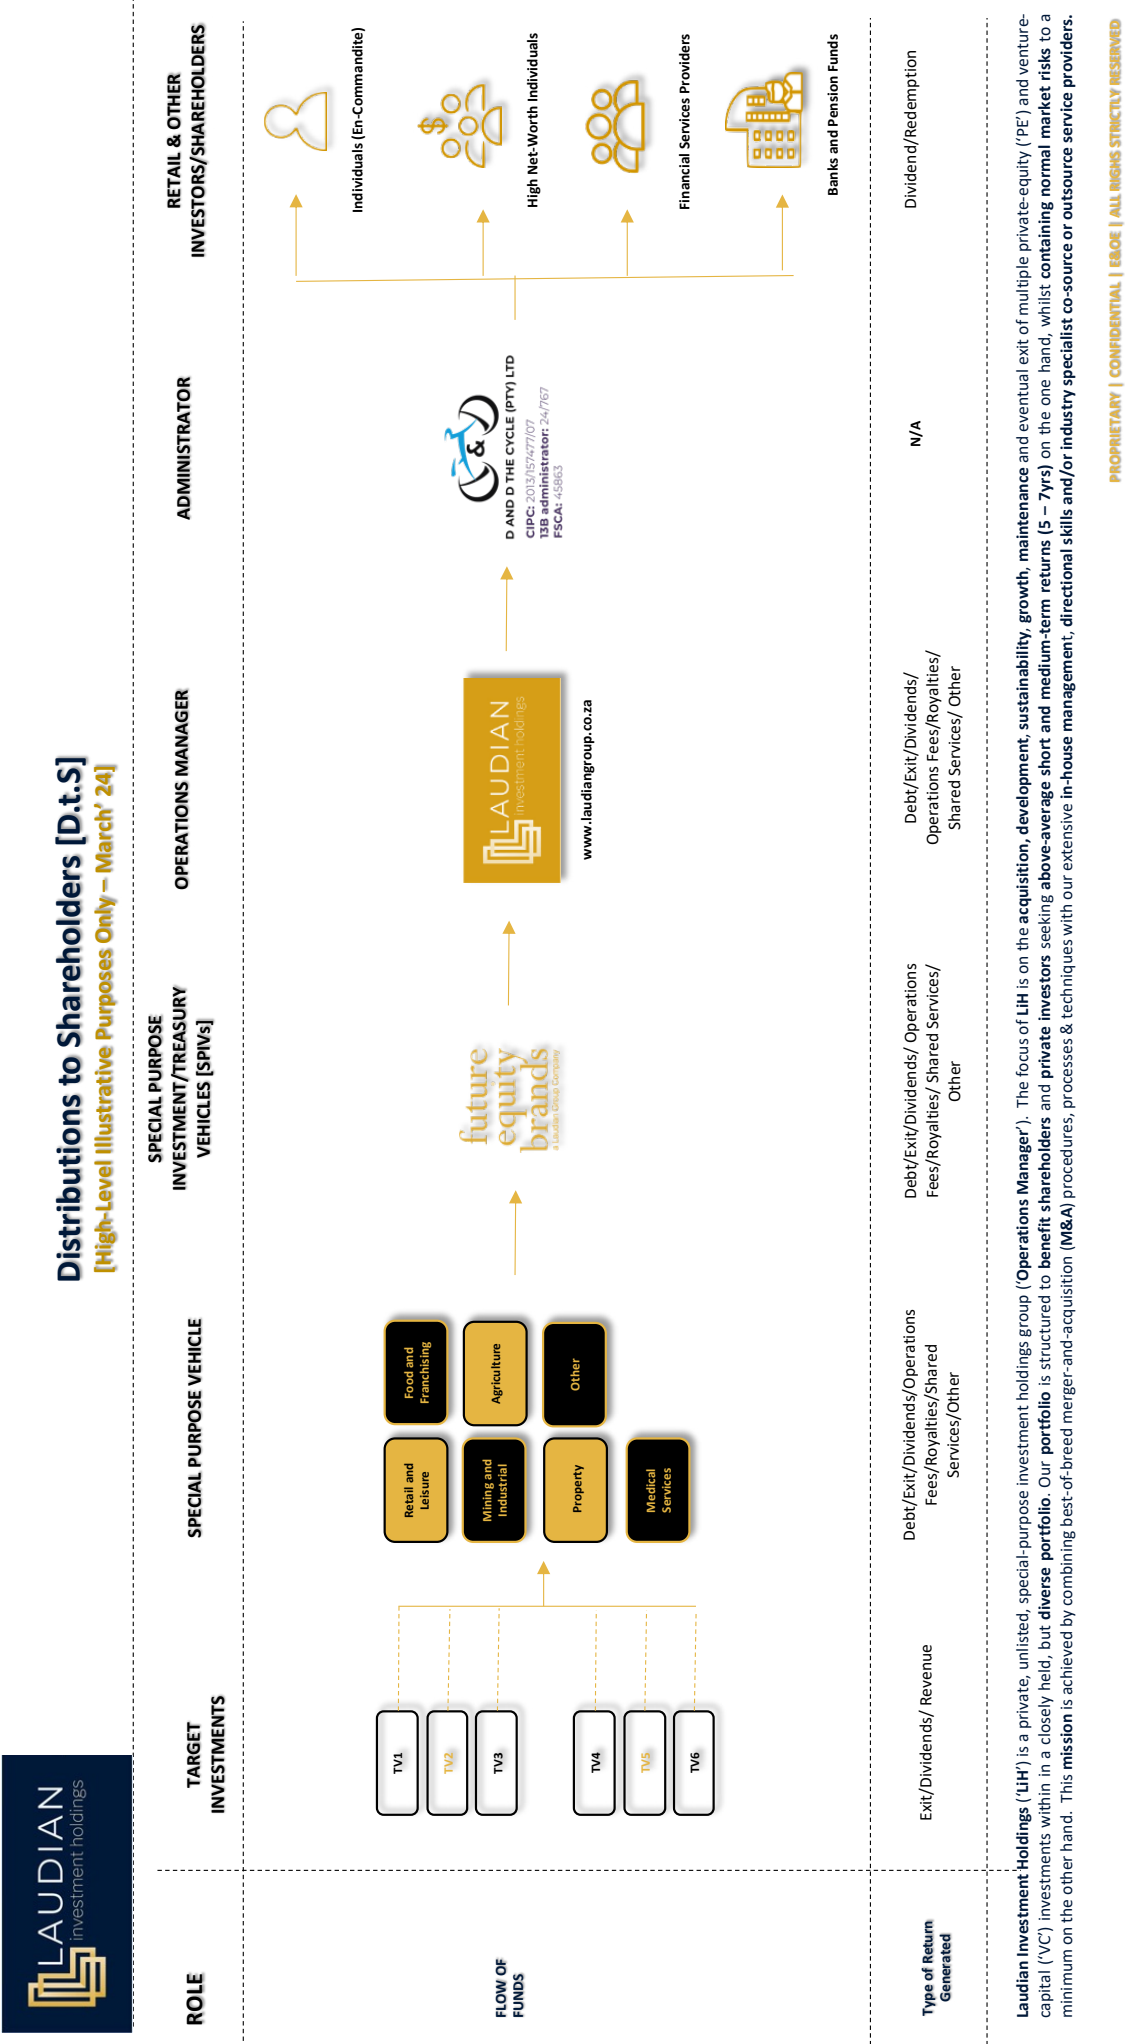 LAUDIAN
investment holdings
Distributions to Shareholders [D.t.S]
[High-Level Illustrative Purposes Only – March' 24]
ROLE
TARGET
INVESTMENTS
SPECIAL PURPOSE VEHICLE
SPECIAL PURPOSE
INVESTMENT/TREASURY
VEHICLES [SPIVs]
OPERATIONS MANAGER
ADMINISTRATOR
RETAIL & OTHER
INVESTORS/SHAREHOLDERS
FLOW OF
FUNDS
TV1
TV2
TV3
TV4
TV5
TV6
Retail and
Leisure
Food and
Franchising
Mining and
Industrial
Agriculture
Property
Other
Medical
Services
future
equity
brands
a Laudian Group Company
LAUDIAN
investment holdings
www.laudiangroup.co.za
&
D AND D THE CYCLE (PTY) LTD
CIPC: 2013/157477/07
13B administrator: 24/767
FSCA: 45863
$
Individuals (En-Commandite)
High Net-Worth Individuals
Financial Services Providers
Banks and Pension Funds
Type of Return
Generated
Exit/Dividends/ Revenue
Debt/Exit/Dividends/Operations
Fees/Royalties/Shared
Services/Other
Debt/Exit/Dividends/ Operations
Fees/Royalties/ Shared Services/
Other
Debt/Exit/Dividends/
Operations Fees/Royalties/
Shared Services/ Other
N/A
Dividend/Redemption
Laudian Investment Holdings ('LiH') is a private, unlisted, special-purpose investment holdings group ('Operations Manager'). The focus of LiH is on the acquisition, development, sustainability, growth, maintenance and eventual exit of multiple private-equity ('PE') and venture-
capital ('VC') investments within in a closely held, but diverse portfolio. Our portfolio is structured to benefit shareholders and private investors seeking above-average short and medium-term returns (5 – 7yrs) on the one hand, whilst containing normal market risks to a
minimum on the other hand. This mission is achieved by combining best-of-breed merger-and-acquisition (M&A) procedures, processes & techniques with our extensive in-house management, directional skills and/or industry specialist co-source or outsource service providers.
PROPRIETARY | CONFIDENTIAL | E&OE | ALL RIGHS STRICTLY RESERVED